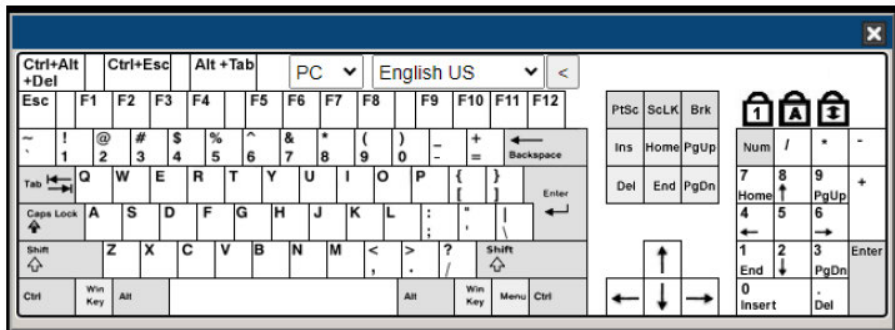 Ctrl+Alt +Del Ctrl+Esc Alt +Tab PC English US <
Esc F1 F2 F3 F4 F5 F6 F7 F8 F9 F10 F11 F12 PtSc ScLK Brk 1 A
~ ` ! 1 @ 2 # 3 $ 4 % 5 ^ 6 & 7 * 8 ( 9 ) 0 _ - + = Backspace Ins Home PgUp Num / * -
Tab Q W E R T Y U I O P { [ } ] Enter Del End PgDn 7 Home 8 ↑ 9 PgUp +
Caps Lock A S D F G H J K L : ; " ' | \ 4 ← 5 6 →
Shift Z X C V B N M < , > . ? / Shift ↑ 1 End 2 ↓ 3 PgDn Enter
Ctrl Win Key Alt Alt Win Key Menu Ctrl ← ↓ → 0 Insert . Del